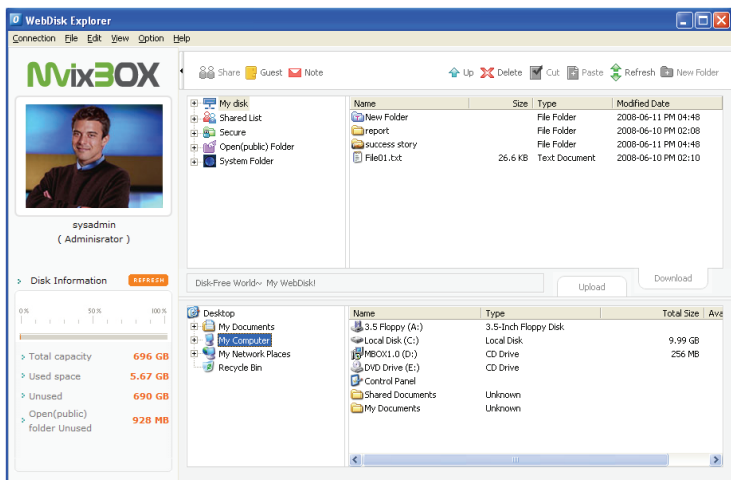 WebDisk Explorer
Connection File Edit View Option Help
MixBOX
Share Guest Note Up Delete Cut Paste Refresh New Folder
sysadmin
( Adminisrator )
Disk Information REFRESH
0% 50% 100%
Total capacity 696 GB
Used space 5.67 GB
Unused 690 GB
Open(public) folder Unused 928 MB
My disk
Shared List
Secure
Open(public) Folder
System Folder
Name Size Type Modified Date
New Folder File Folder 2008-06-11 PM 04:48
report File Folder 2008-06-10 PM 02:08
success story File Folder 2008-06-11 PM 04:48
File01.txt 26.6 KB Text Document 2008-06-10 PM 02:10
Disk-Free World~ My WebDisk!
Upload Download
Desktop
My Documents
My Computer
My Network Places
Recycle Bin
Name Type Total Size Ava
3.5 Floppy (A:) 3.5-Inch Floppy Disk
Local Disk (C:) Local Disk 9.99 GB
MBOX1.0 (D:) CD Drive 256 MB
DVD Drive (E:) CD Drive
Control Panel
Shared Documents Unknown
My Documents Unknown